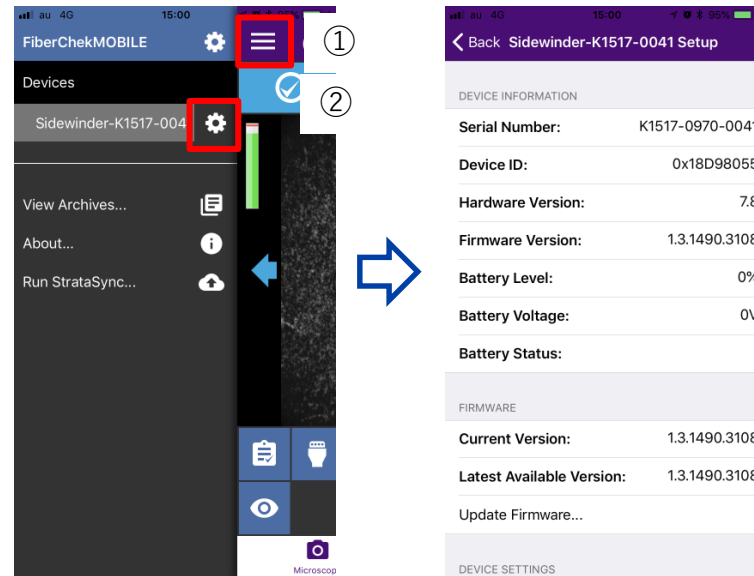 au 4G 15:00 95%
FiberChekMOBILE
①
②
Devices
Sidewinder-K1517-004
View Archives...
About...
Run StrataSync...
Microscop
au 4G 15:00 95%
Back Sidewinder-K1517-0041 Setup
DEVICE INFORMATION
Serial Number: K1517-0970-0041
Device ID: 0x18D98055
Hardware Version: 7.8
Firmware Version: 1.3.1490.3108
Battery Level: 0%
Battery Voltage: 0V
Battery Status:
FIRMWARE
Current Version: 1.3.1490.3108
Latest Available Version: 1.3.1490.3108
Update Firmware...
DEVICE SETTINGS